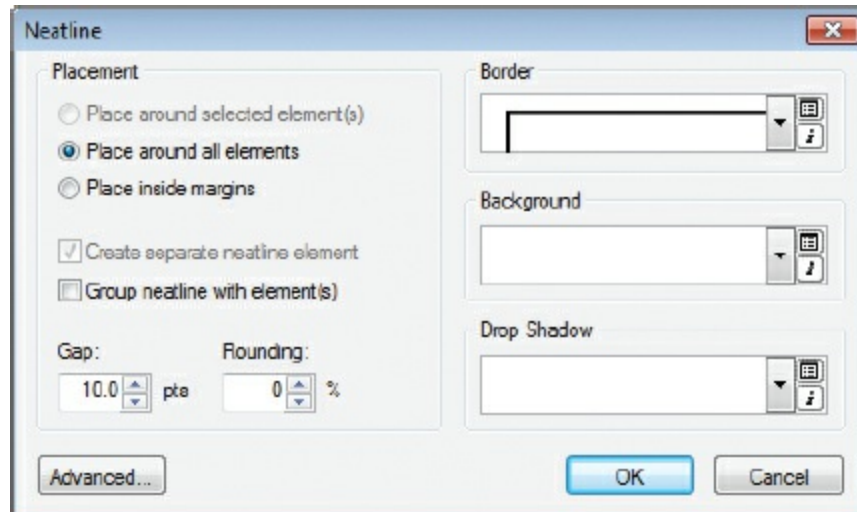 Neatline
Placement
Place around selected element(s)
Place around all elements
Place inside margins
Create separate neatline element
Group neatline with element(s)
Gap:
Rounding:
10.0 pts
0 %
Border
Background
Drop Shadow
Advanced...
OK
Cancel